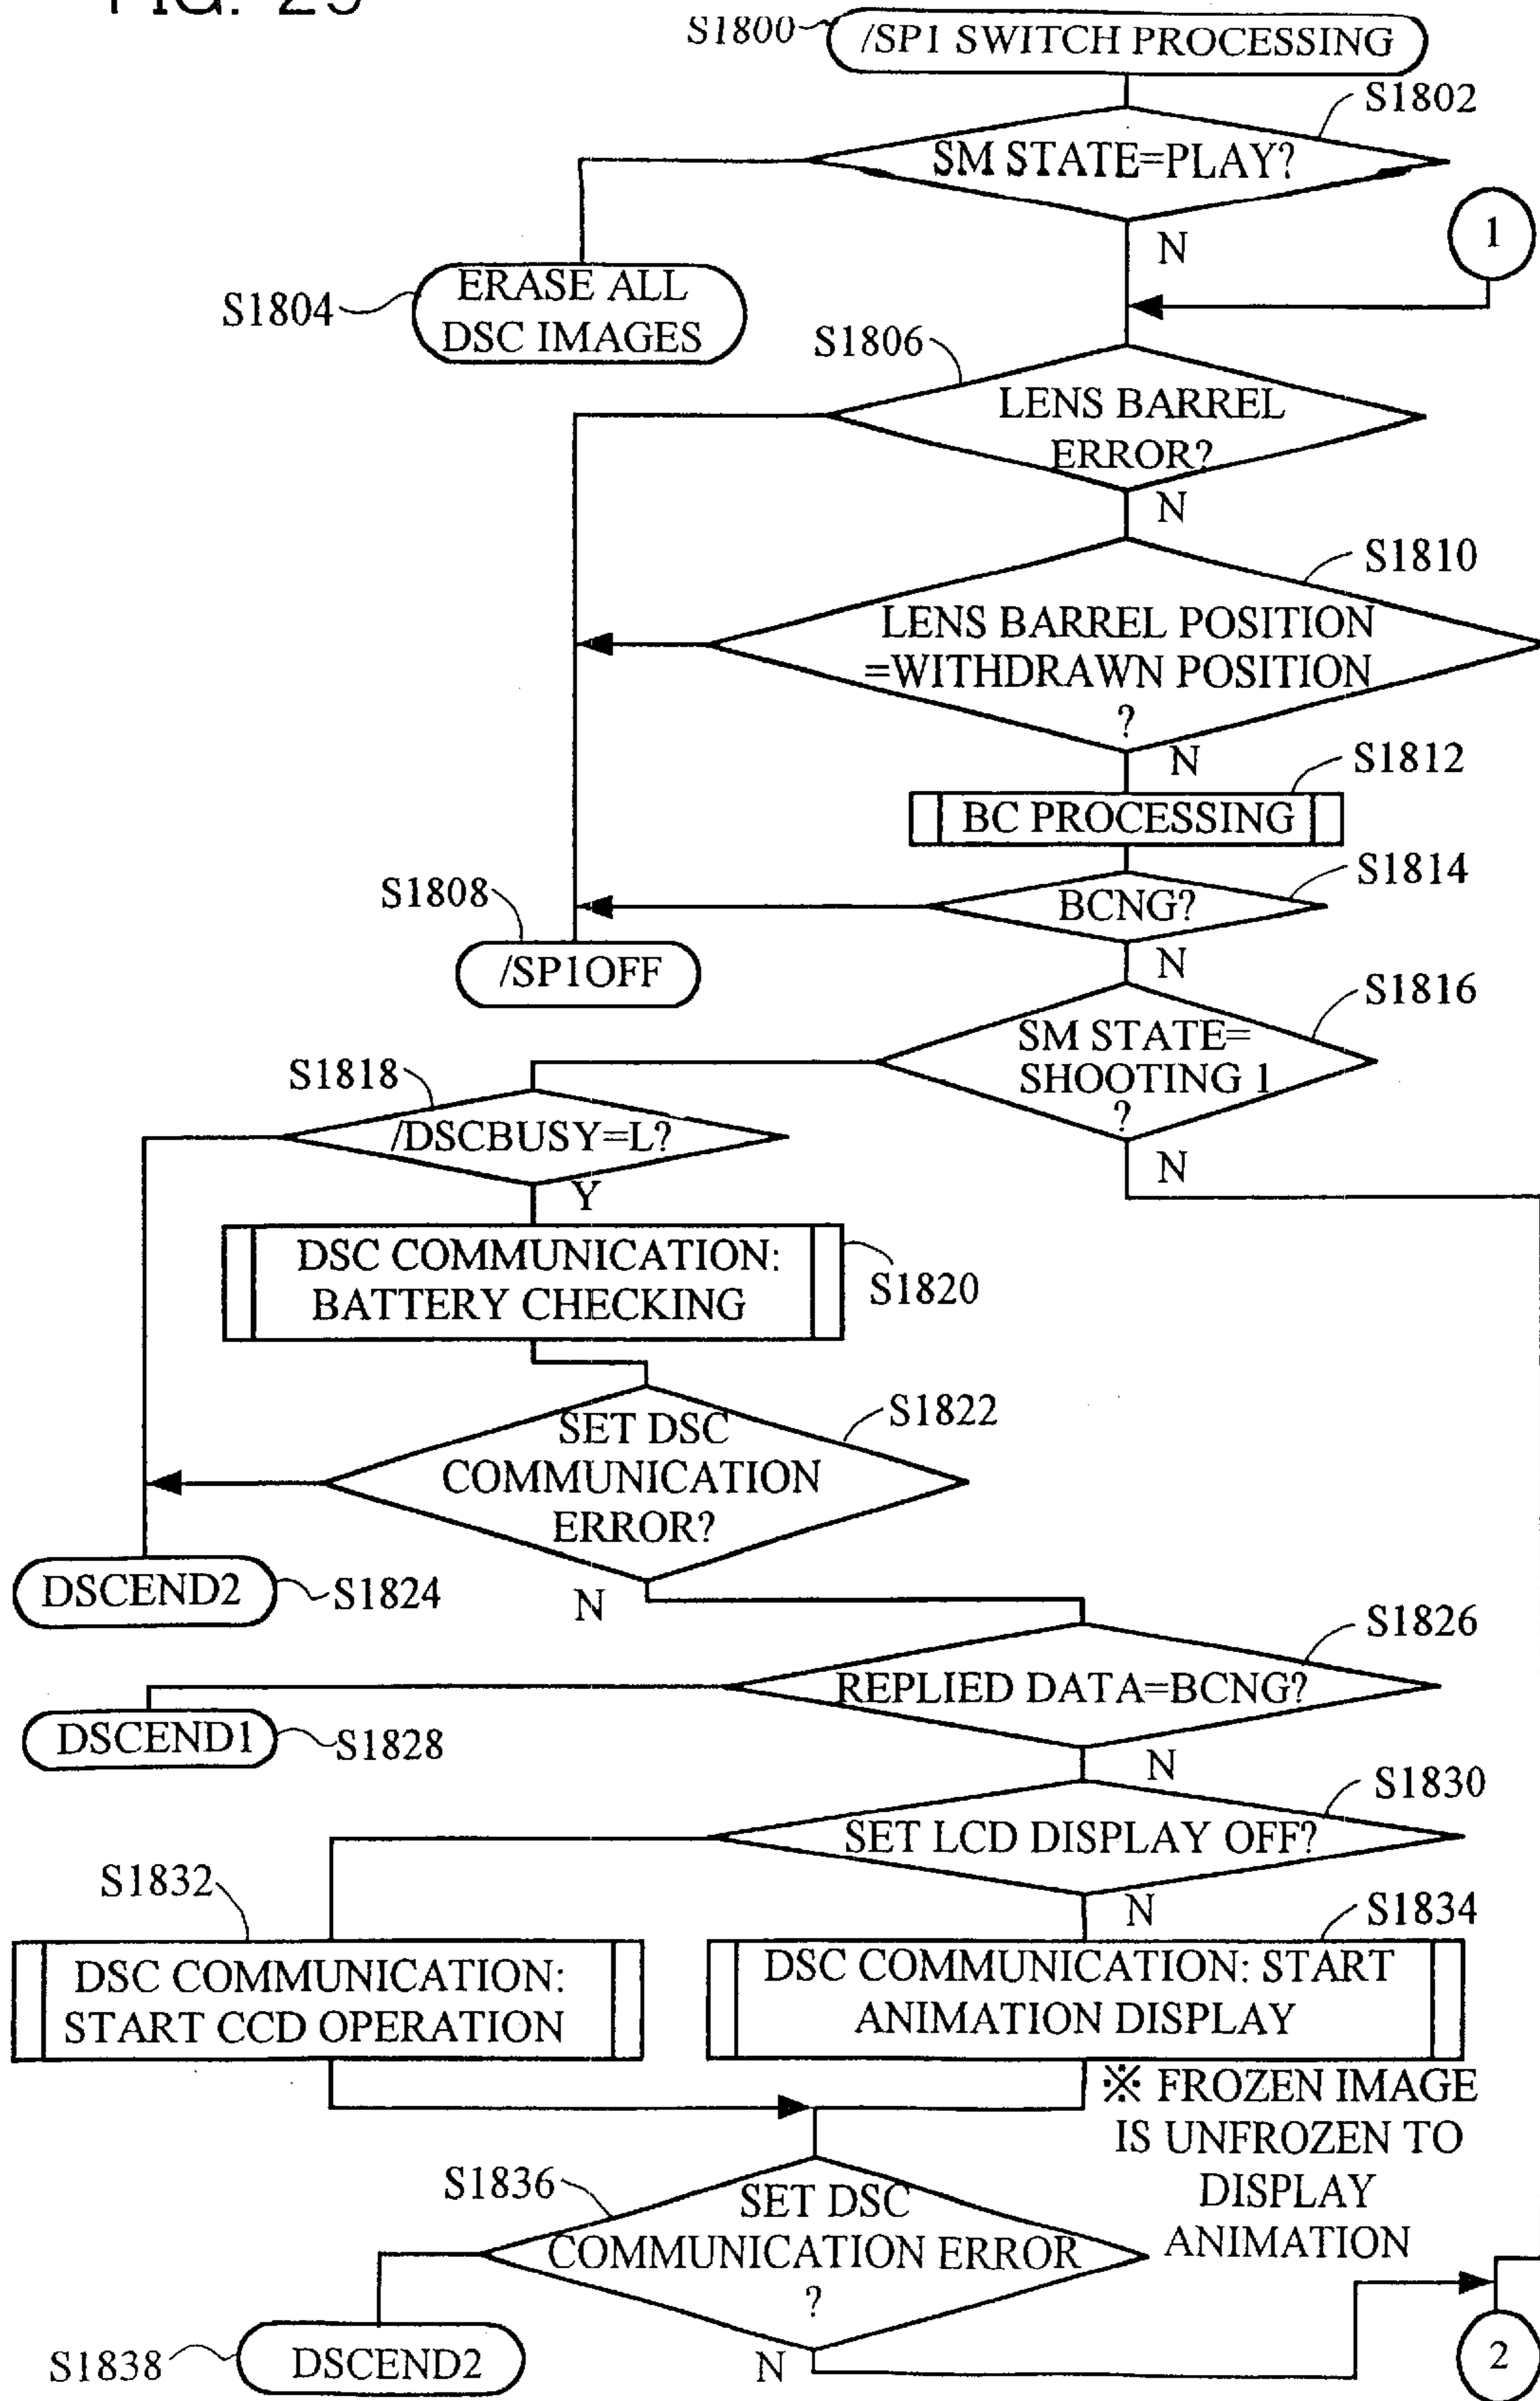 FIG. 25
S1800
/SP1 SWITCH PROCESSING
S1802
SM STATE=PLAY?
N
1
S1804
ERASE ALL
DSC IMAGES
S1806
LENS BARREL
ERROR?
N
S1810
LENS BARREL POSITION
=WITHDRAWN POSITION
?
N
S1812
BC PROCESSING
S1814
BCNG?
N
S1808
/SP1OFF
S1816
SM STATE=
SHOOTING 1
?
N
S1818
/DSCBUSY=L?
Y
DSC COMMUNICATION:
BATTERY CHECKING
S1820
S1822
SET DSC
COMMUNICATION
ERROR?
N
DSCEND2
S1824
S1826
REPLIED DATA=BCNG?
N
DSCEND1
S1828
S1830
SET LCD DISPLAY OFF?
N
S1832
DSC COMMUNICATION:
START CCD OPERATION
S1834
DSC COMMUNICATION: START
ANIMATION DISPLAY
※ FROZEN IMAGE
IS UNFROZEN TO
DISPLAY
ANIMATION
S1836
SET DSC
COMMUNICATION ERROR
?
N
S1838
DSCEND2
2